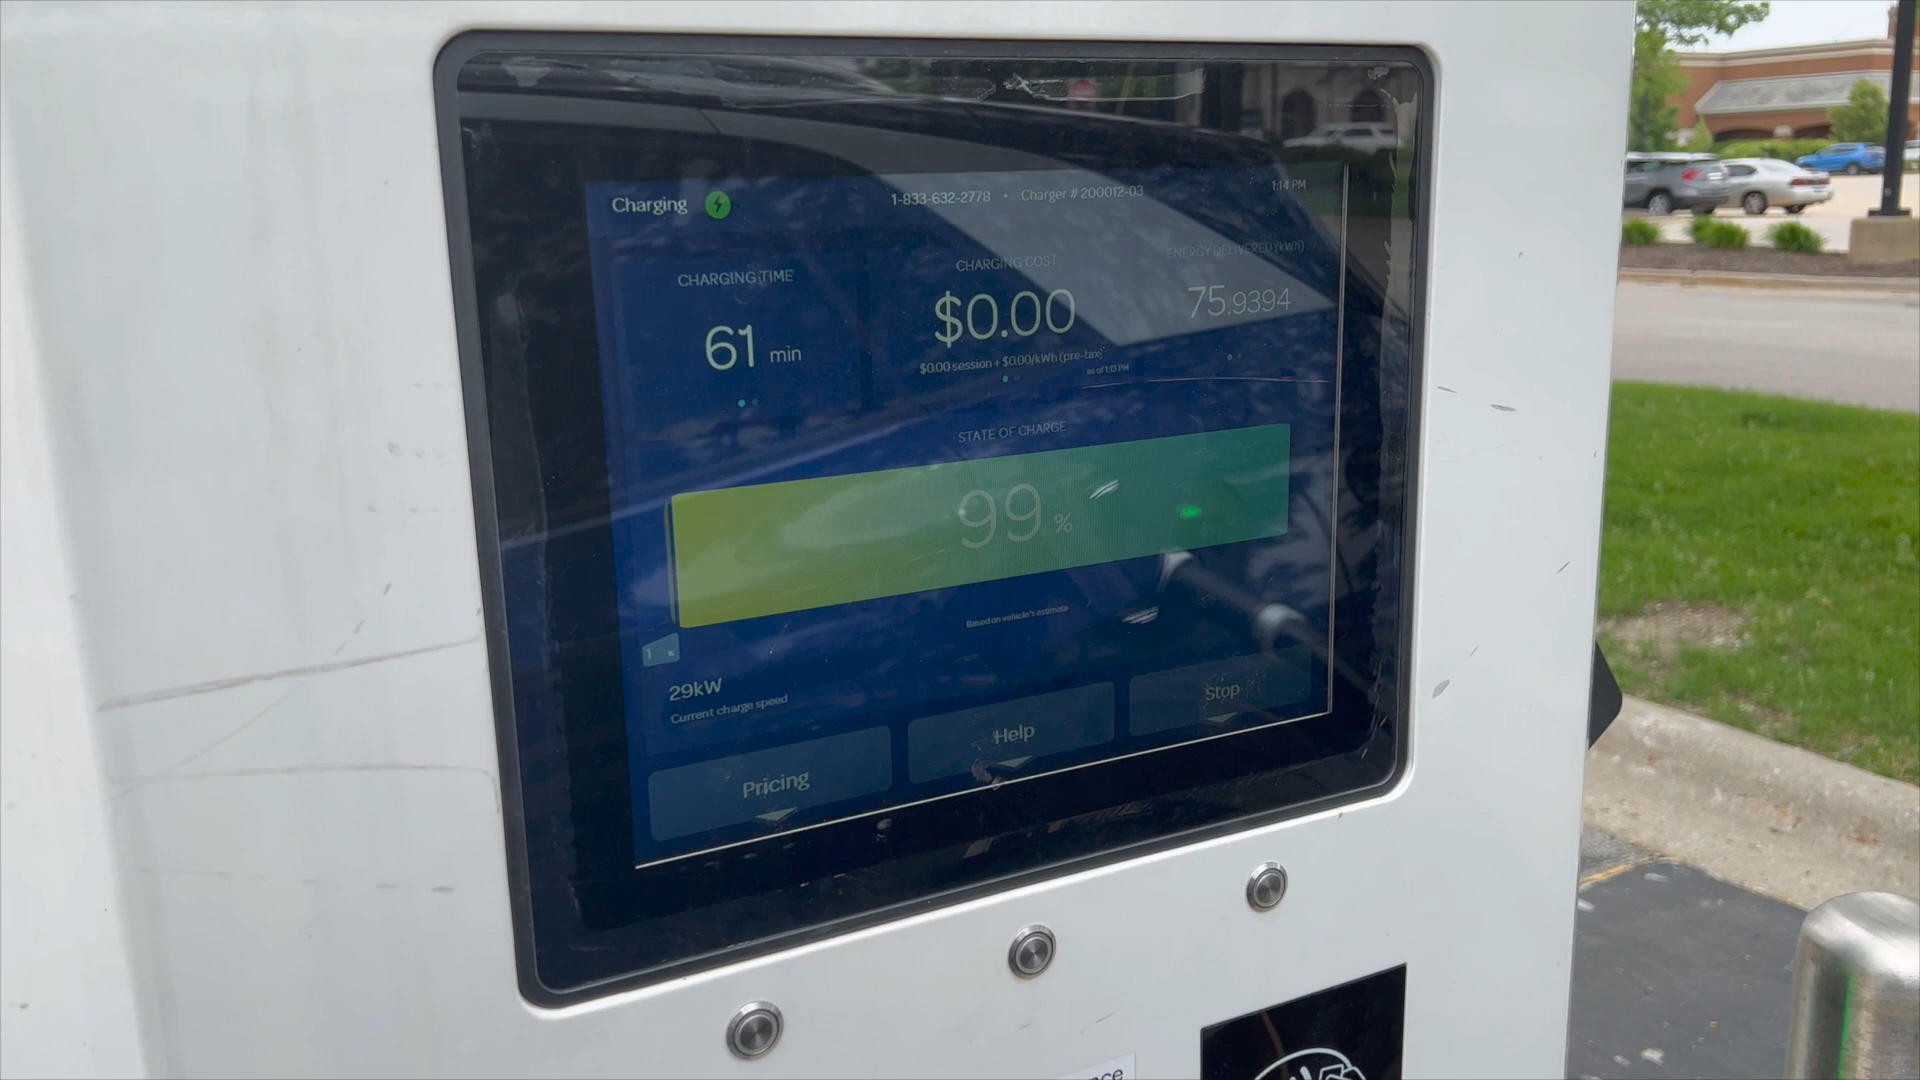 Charging
1-833-632-2778 • Charger # 200012-03
1:14 PM
CHARGING TIME
61 min
CHARGING COST
$0.00
$0.00 session + $0.00/kWh (pre-tax)
as of 1:13 PM
ENERGY DELIVERED (kWh)
75.9394
STATE OF CHARGE
99 %
Based on vehicle's estimate
1 %
29kW
Current charge speed
Pricing
Help
Stop